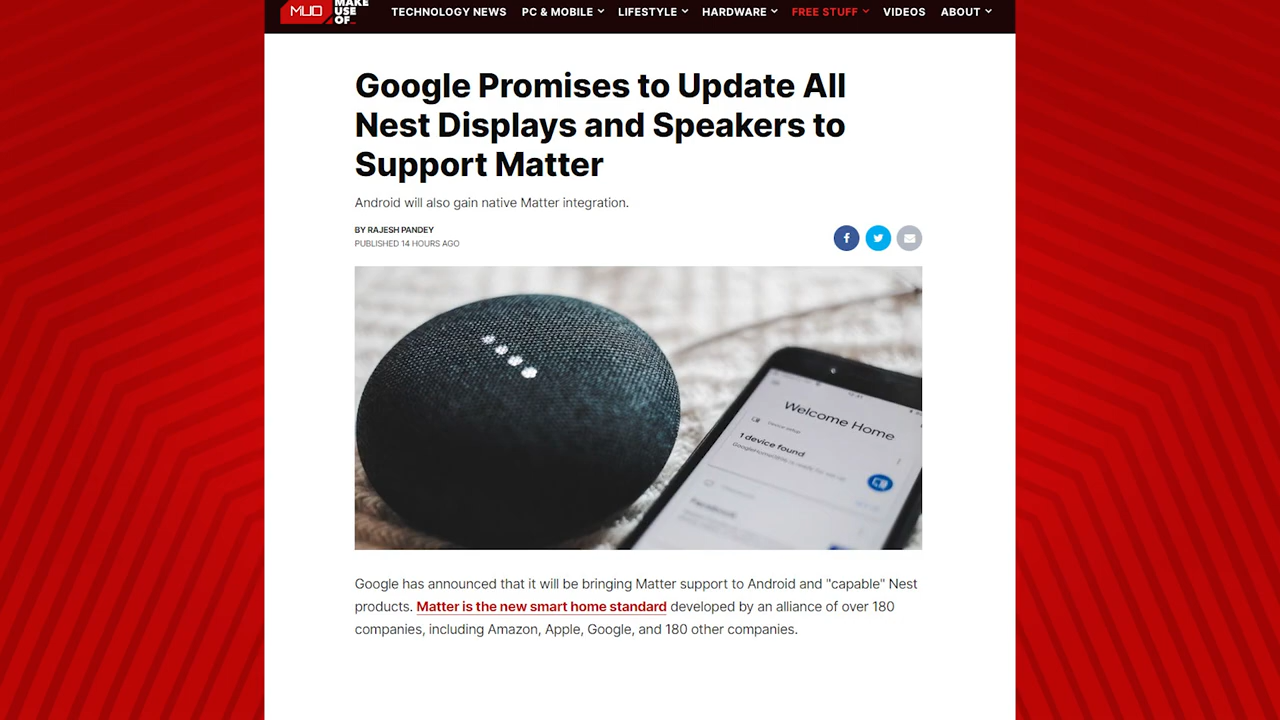 MUO MAKE
USE
OF_
TECHNOLOGY NEWS PC & MOBILE LIFESTYLE HARDWARE FREE STUFF VIDEOS ABOUT
Google Promises to Update All
Nest Displays and Speakers to
Support Matter
Android will also gain native Matter integration.
BY RAJESH PANDEY
PUBLISHED 14 HOURS AGO
Welcome Home
Device setup
1 device found
Facebook
Google has announced that it will be bringing Matter support to Android and "capable" Nest
products. Matter is the new smart home standard developed by an alliance of over 180
companies, including Amazon, Apple, Google, and 180 other companies.